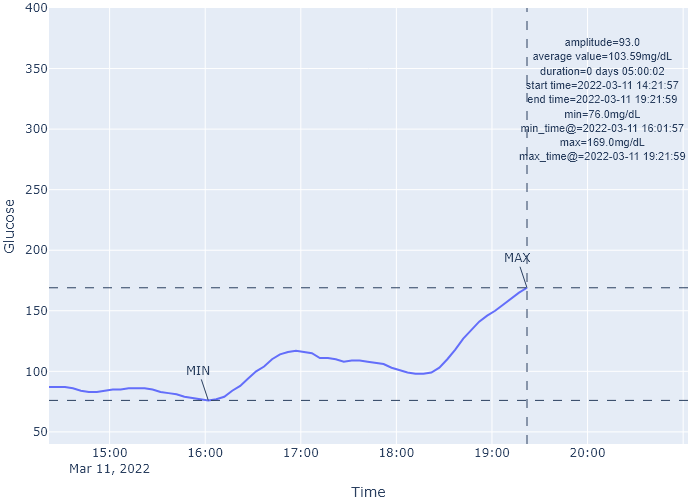 400
350
300
250
200
150
100
50
Glucose
amplitude=93.0
average value=103.59mg/dL
duration=0 days 05:00:02
start time=2022-03-11 14:21:57
end time=2022-03-11 19:21:59
min=76.0mg/dL
min_time@=2022-03-11 16:01:57
max=169.0mg/dL
max_time@=2022-03-11 19:21:59
MAX
MIN
15:00 16:00 17:00 18:00 19:00 20:00
Mar 11, 2022
Time